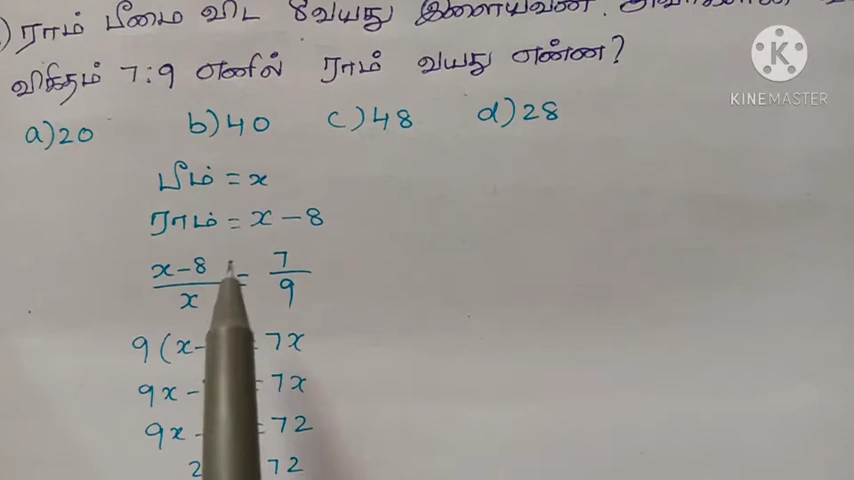 ) ராம் பீமை விட 8வயது இளையவன்.
விகிதம் 7:9 எனில் ராம் வயது என்ன?
a)20 b)40 c)48 d)28
பீம் = x
ராம் = x - 8
x-8 / x = 7 / 9
9(x- = 7x
9x- = 7x
9x- = 72
2 72
KINEMASTER